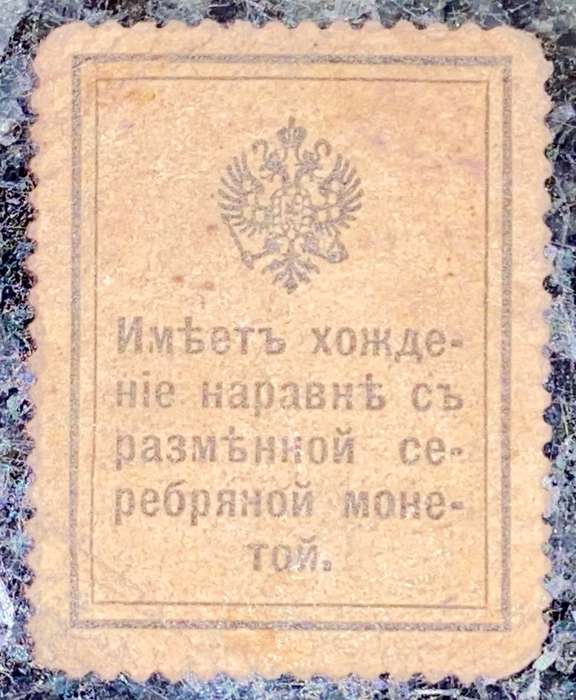 Имѣетъ хожде-
ніе наравнѣ съ
размѣнной се-
ребряной моне-
той.